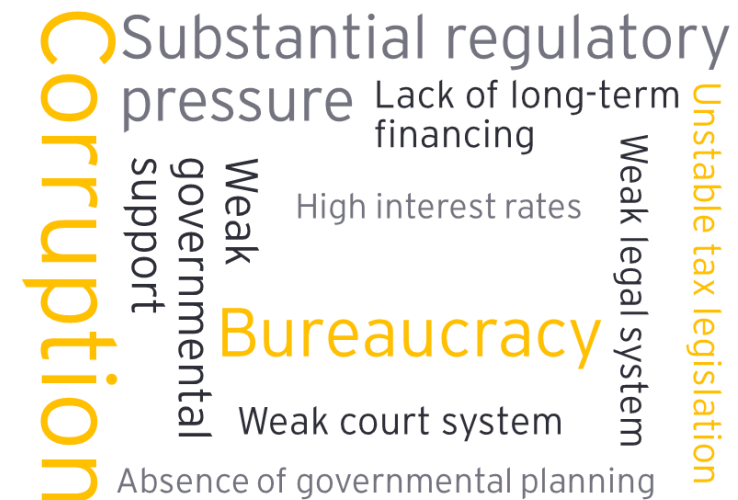 Corruption
Substantial regulatory
pressure
Lack of long-term
financing
Unstable tax legislation
Weak
governmental
support
High interest rates
Weak legal system
Bureaucracy
Weak court system
Absence of governmental planning